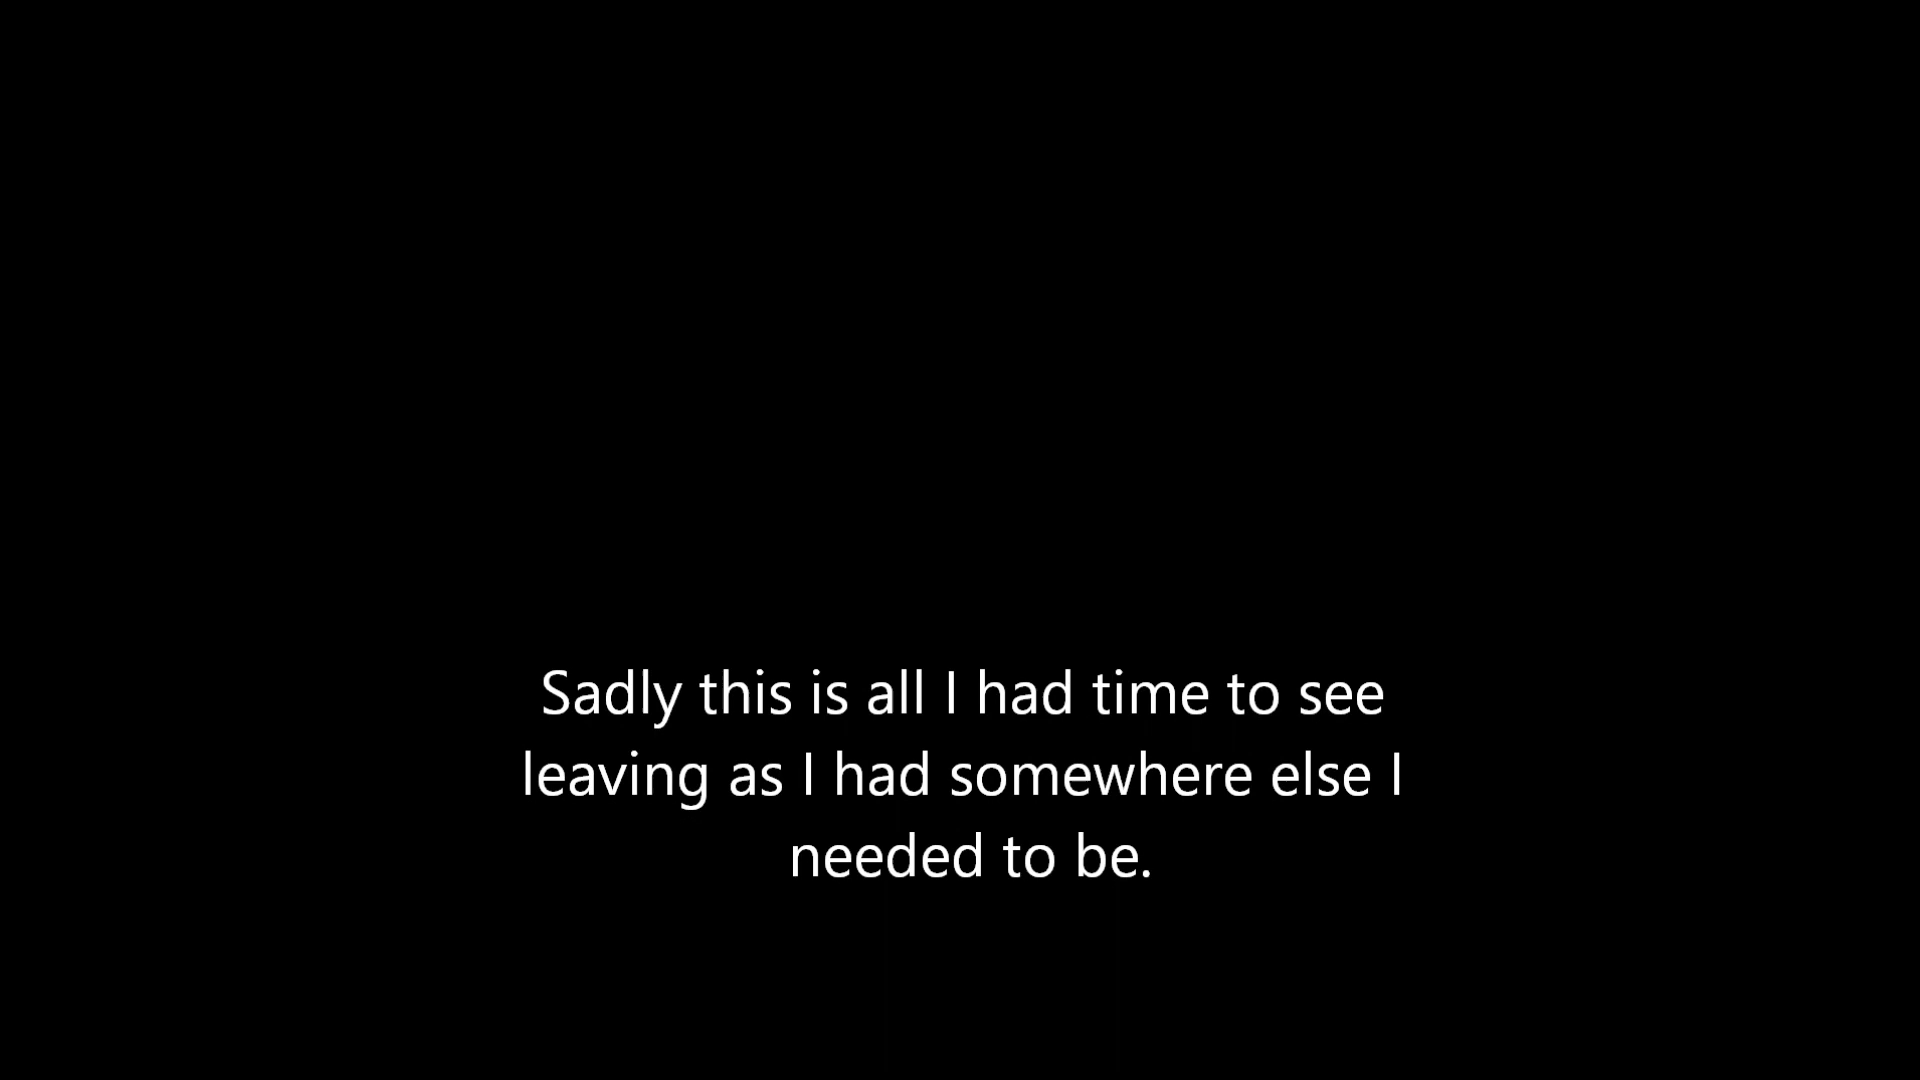 Sadly this is all I had time to see
leaving as I had somewhere else I
needed to be.